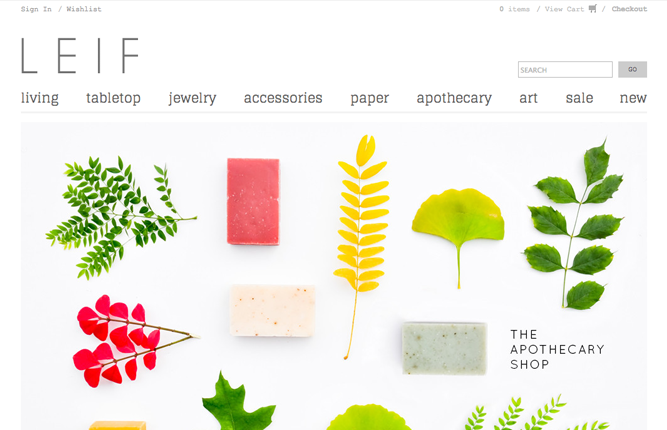 Sign In / Wishlist
0 items / View Cart / Checkout
LEIF
SEARCH
GO
living tabletop jewelry accessories paper apothecary art sale new
THE
APOTHECARY
SHOP